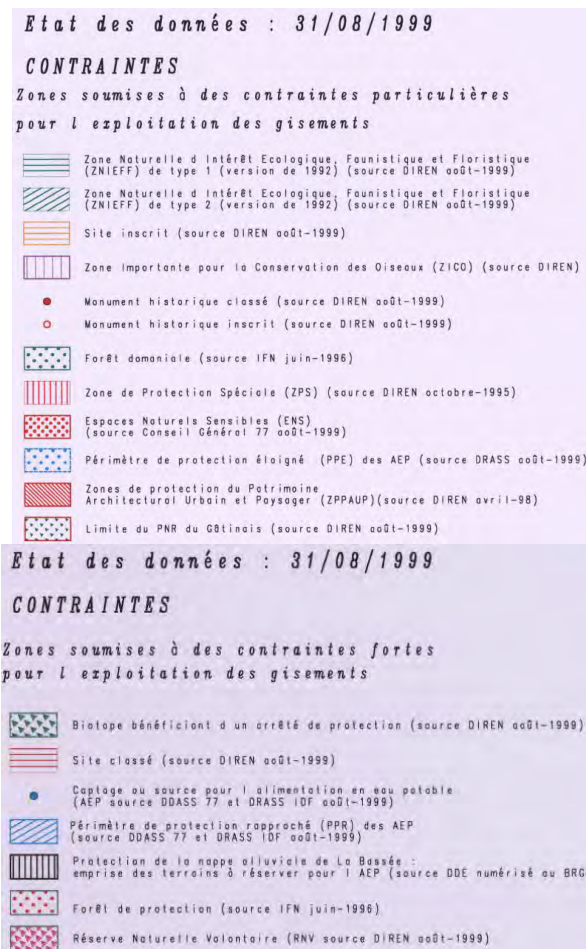 Etat des données : 31/08/1999
CONTRAINTES
Zones soumises à des contraintes particulières
pour l exploitation des gisements
Zone Naturelle d Intérêt Ecologique, Faunistique et Floristique
(ZNIEFF) de type 1 (version de 1992) (source DIREN août-1999)
Zone Naturelle d Intérêt Ecologique, Faunistique et Floristique
(ZNIEFF) de type 2 (version de 1992) (source DIREN août-1999)
Site inscrit (source DIREN août-1999)
Zone Importante pour la Conservation des Oiseaux (ZICO) (source DIREN)
Monument historique classé (source DIREN août-1999)
Monument historique inscrit (source DIREN août-1999)
Forêt domaniale (source IFN juin-1996)
Zone de Protection Spéciale (ZPS) (source DIREN octobre-1995)
Espaces Naturels Sensibles (ENS)
(source Conseil Général 77 août-1999)
Périmètre de protection éloigné (PPE) des AEP (source DRASS août-1999)
Zones de protection du Patrimoine
Architectural Urbain et Paysager (ZPPAUP)(source DIREN avril-98)
Limite du PNR du Gâtinais (source DIREN août-1999)
Etat des données : 31/08/1999
CONTRAINTES
Zones soumises à des contraintes fortes
pour l exploitation des gisements
Biotope bénéficiant d un arrêté de protection (source DIREN août-1999)
Site classé (source DIREN août-1999)
Captage ou source pour l alimentation en eau potable
(AEP source DDASS 77 et DRASS IDF août-1999)
Périmètre de protection rapproché (PPR) des AEP
(source DDASS 77 et DRASS IDF août-1999)
Protection de la nappe alluviale de La Bassée :
emprise des terrains à réserver pour l AEP (source DDE numérisé au BRG
Forêt de protection (source IFN juin-1996)
Réserve Naturelle Volontaire (RNV source DIREN août-1999)